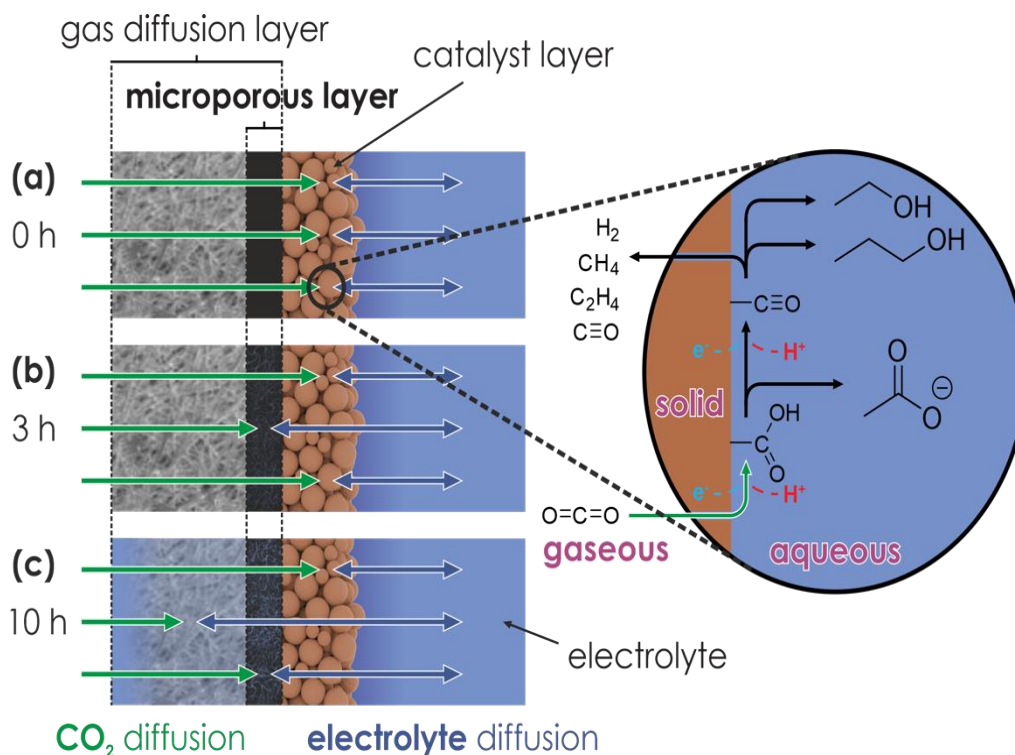 gas diffusion layer
catalyst layer
microporous layer
(a)
0 h
(b)
3 h
(c)
10 h
electrolyte
CO₂ diffusion
electrolyte diffusion
H₂
CH₄
C₂H₄
C≡O
OH
OH
C≡O
e⁻
H⁺
solid
O
O
⊖
OH
C
O
e⁻
H⁺
O=C=O
gaseous
aqueous